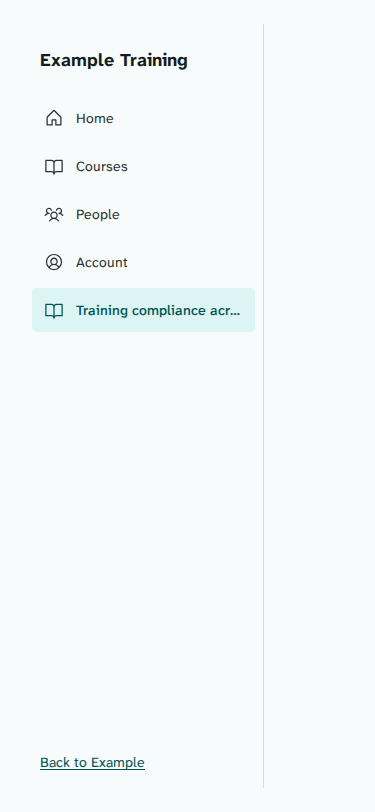 Example Training
Home
Courses
People
Account
Training compliance acr...
Back to Example